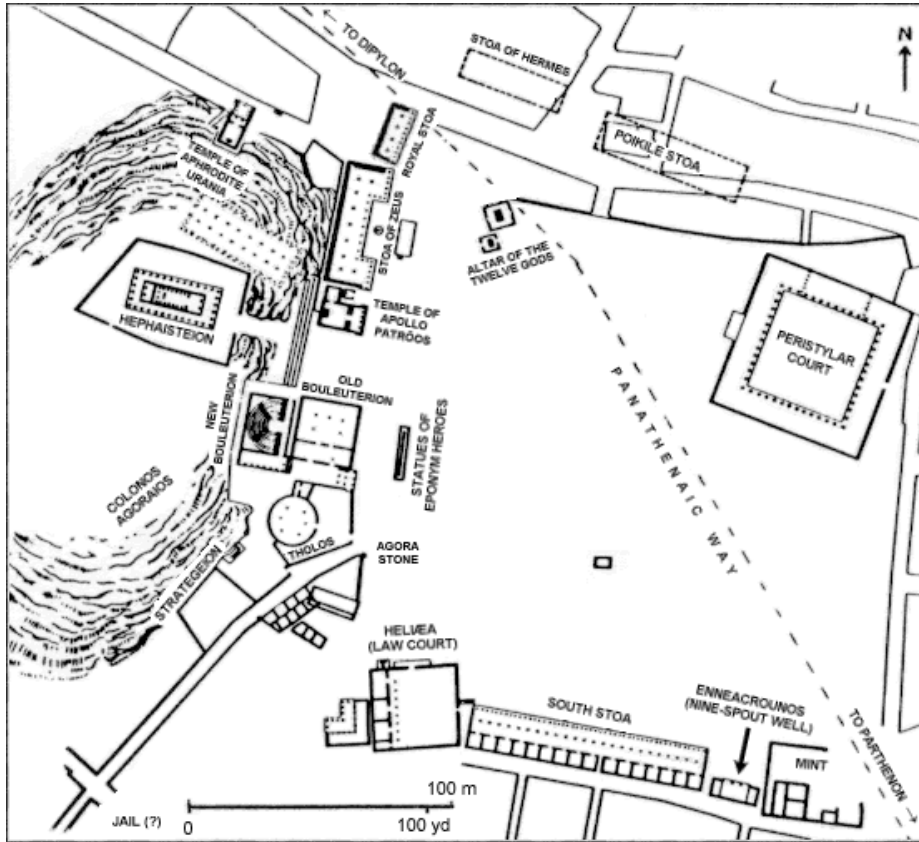 TO DIPYLON
STOA OF HERMES
N
ROYAL STOA
POIKILE STOA
TEMPLE OF
APHRODITE
URANIA
STOA OF ZEUS
ALTAR OF THE
TWELVE GODS
HEPHAISTEION
TEMPLE OF
APOLLO
PATRÖOS
PERISTYLAR
COURT
OLD
BOULEUTERION
NEW
BOULEUTERION
STATUES OF
EPONYM HEROES
PANATHENAIC WAY
COLONOS
AGORAIOS
THOLOS
AGORA
STONE
STRATEGEION
HELIÆA
(LAW COURT)
SOUTH STOA
ENNEACROUNOS
(NINE-SPOUT WELL)
TO PARTHENON
MINT
100 m
JAIL (?)
0
100 yd